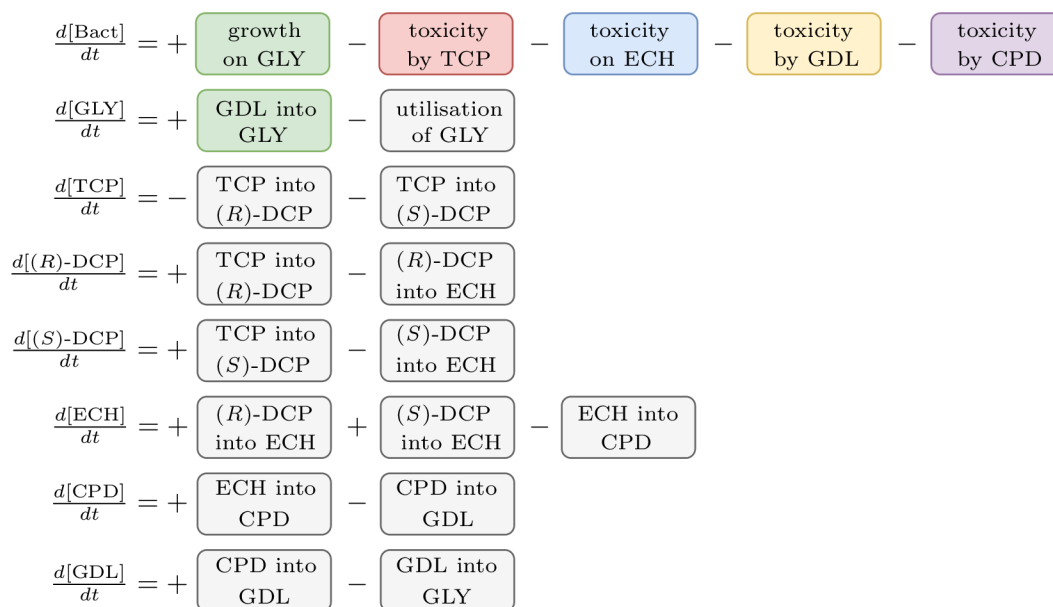 d[Bact]/dt = + growth on GLY − toxicity by TCP − toxicity on ECH − toxicity by GDL − toxicity by CPD
d[GLY]/dt = + GDL into GLY − utilisation of GLY
d[TCP]/dt = − TCP into (R)-DCP − TCP into (S)-DCP
d[(R)-DCP]/dt = + TCP into (R)-DCP − (R)-DCP into ECH
d[(S)-DCP]/dt = + TCP into (S)-DCP − (S)-DCP into ECH
d[ECH]/dt = + (R)-DCP into ECH + (S)-DCP into ECH − ECH into CPD
d[CPD]/dt = + ECH into CPD − CPD into GDL
d[GDL]/dt = + CPD into GDL − GDL into GLY